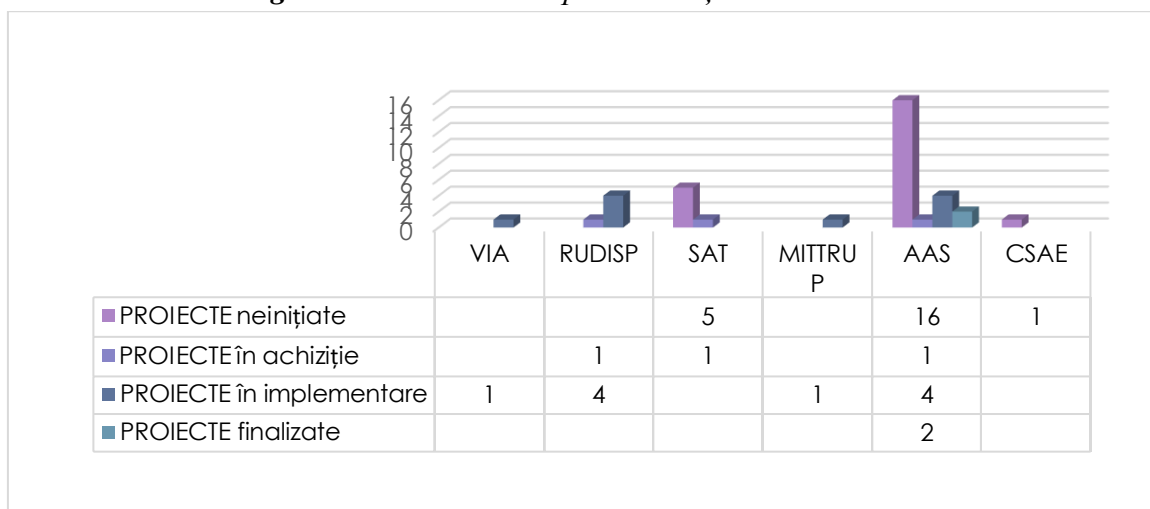 16
14
12
10
8
6
4
2
0
VIA RUDISP SAT MITTRU
P AAS CSAE
PROIECTE neinițiate 5 16 1
PROIECTE în achiziție 1 1 1
PROIECTE în implementare 1 4 1 4
PROIECTE finalizate 2